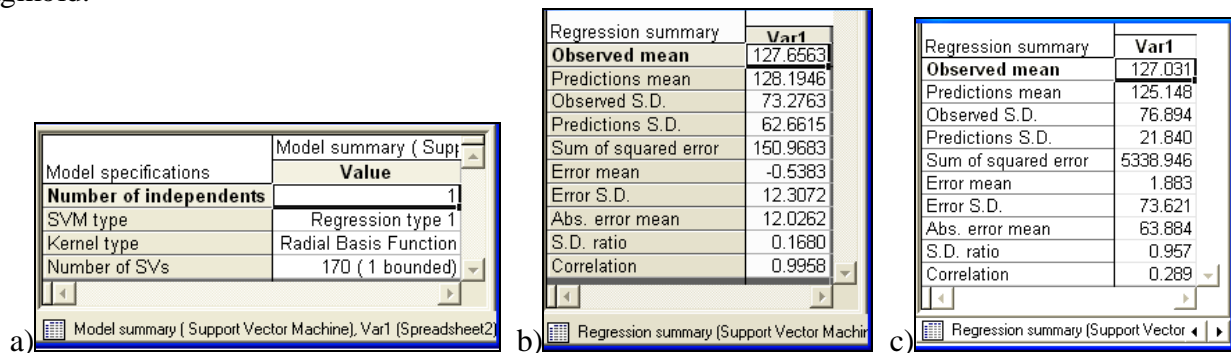 Model summary ( Supp
Model specifications Value
Number of independents 1
SVM type Regression type 1
Kernel type Radial Basis Function
Number of SVs 170 ( 1 bounded)
Model summary ( Support Vector Machine), Var1 (Spreadsheet2)
a)
Regression summary Var1
Observed mean 127.6563
Predictions mean 128.1946
Observed S.D. 73.2763
Predictions S.D. 62.6615
Sum of squared error 150.9683
Error mean -0.5383
Error S.D. 12.3072
Abs. error mean 12.0262
S.D. ratio 0.1680
Correlation 0.9958
Regression summary (Support Vector Machin
b)
Regression summary Var1
Observed mean 127.031
Predictions mean 125.148
Observed S.D. 76.894
Predictions S.D. 21.840
Sum of squared error 5338.946
Error mean 1.883
Error S.D. 73.621
Abs. error mean 63.884
S.D. ratio 0.957
Correlation 0.289
Regression summary (Support Vector
c)